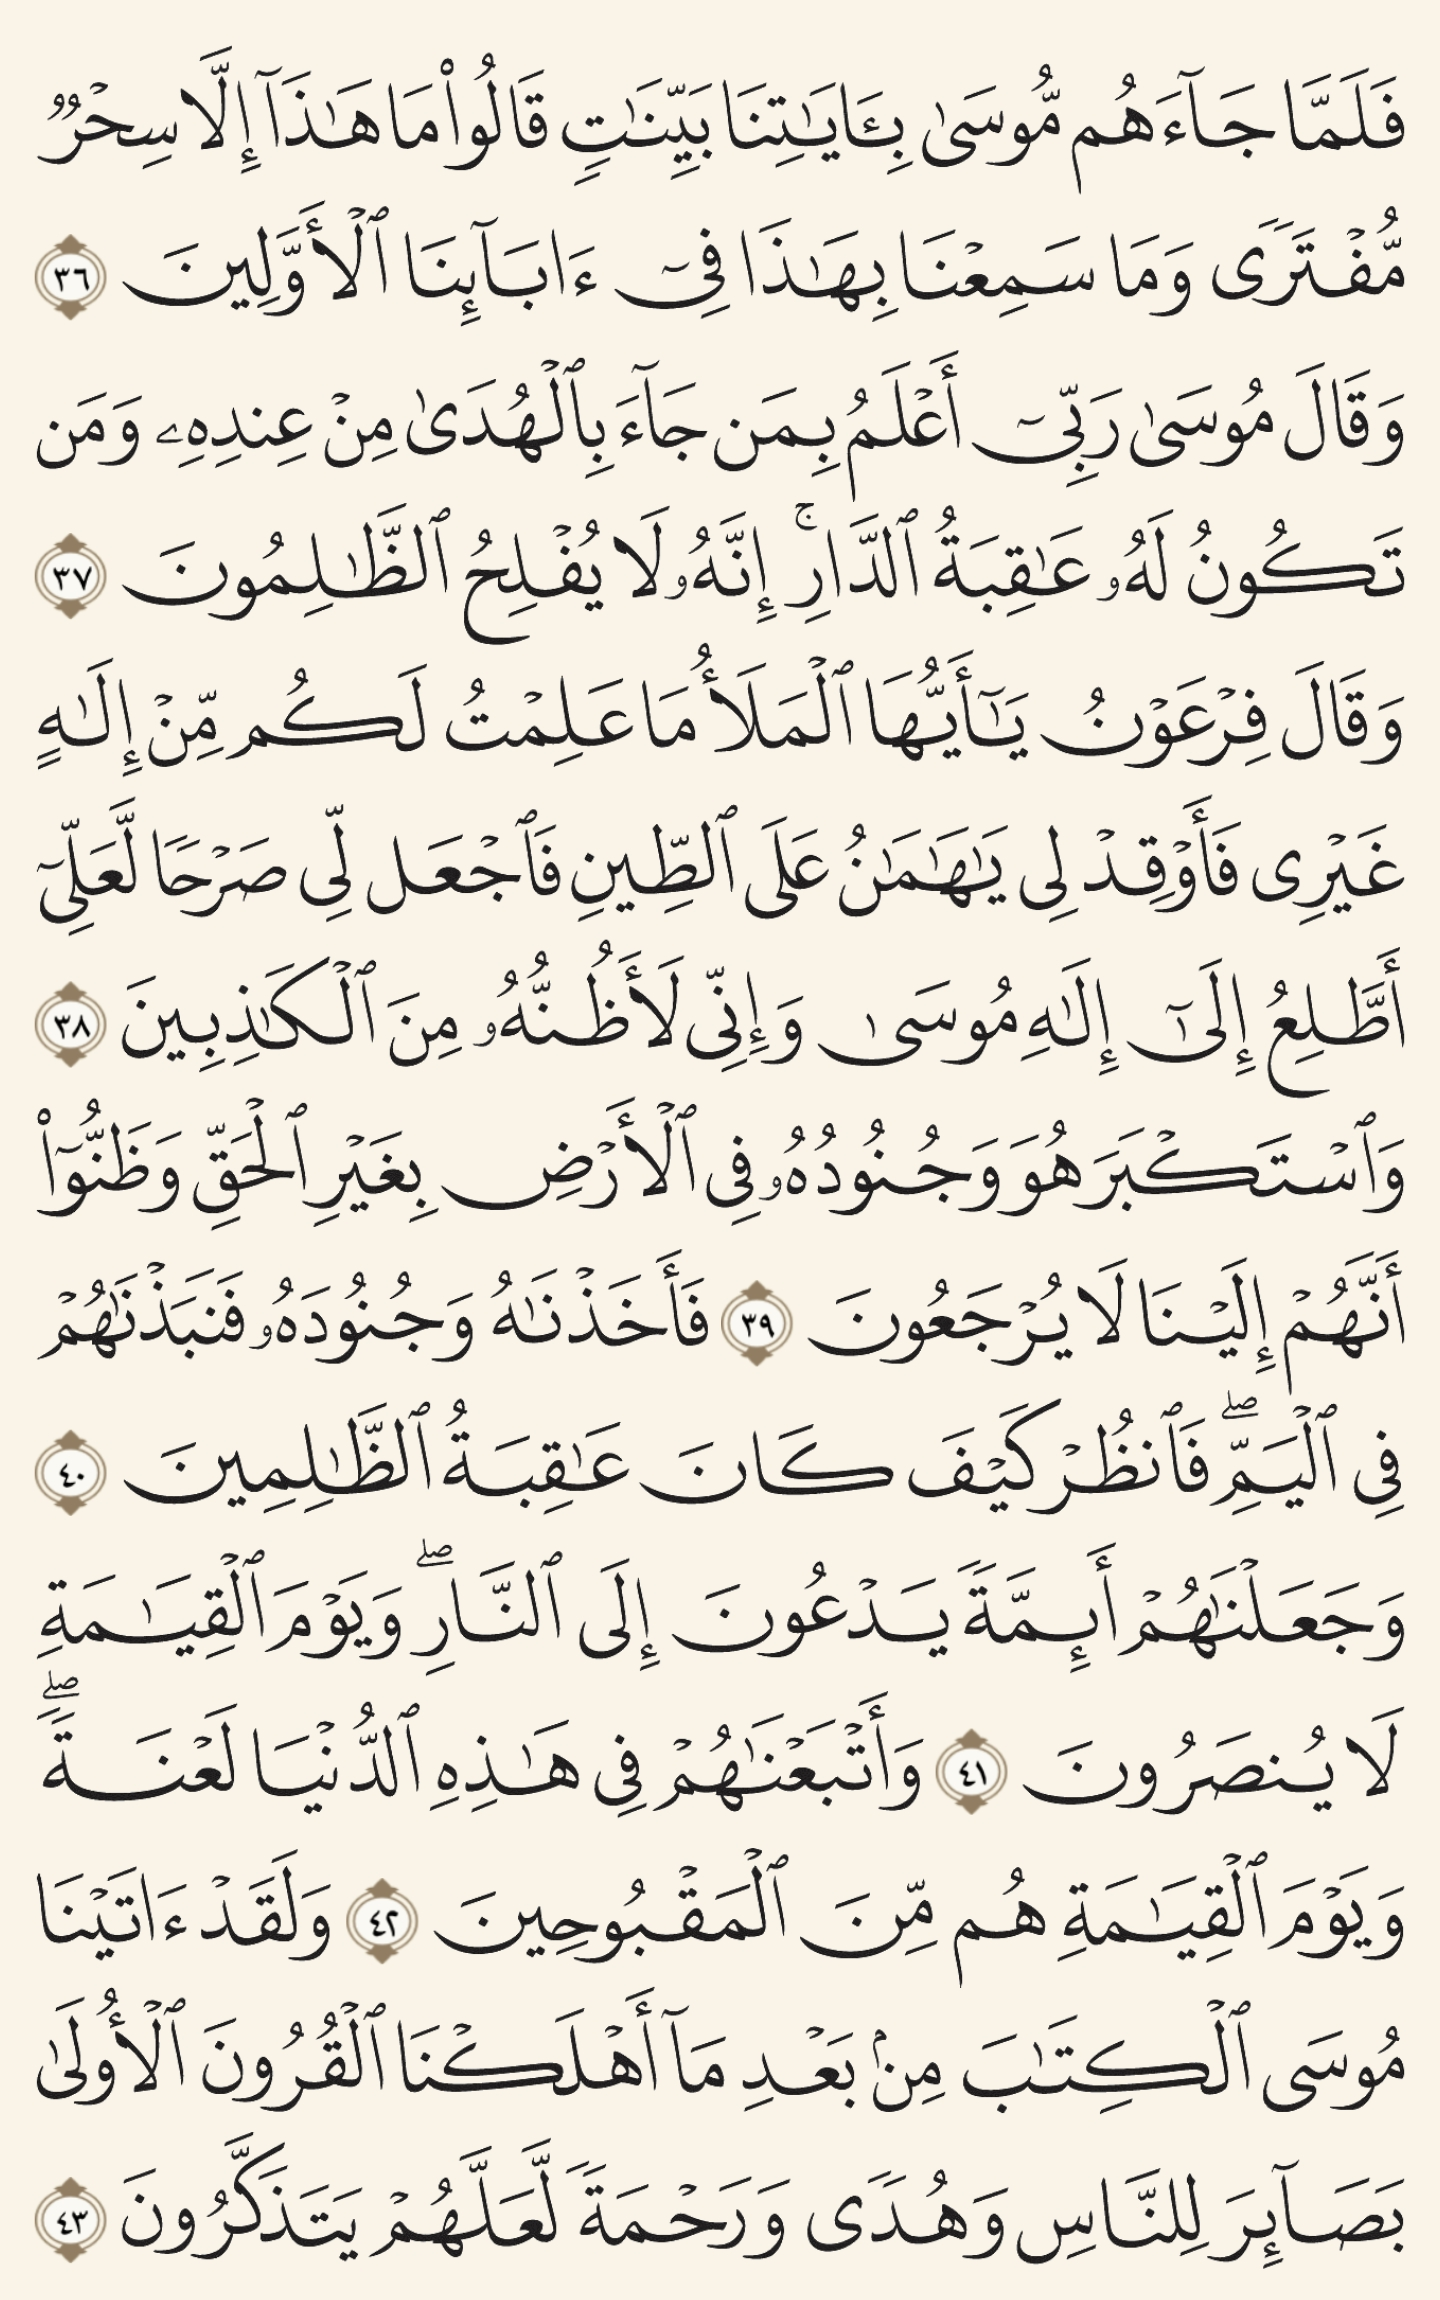 فَلَمَّا جَآءَهُم مُّوسَىٰ بِـَٔايَـٰتِنَا بَيِّنَـٰتٍ قَالُوا۟ مَا هَـٰذَآ إِلَّا سِحْرٌ
مُّفْتَرًى وَمَا سَمِعْنَا بِهَـٰذَا فِىٓ ءَابَآئِنَا ٱلْأَوَّلِينَ ٣٦
وَقَالَ مُوسَىٰ رَبِّىٓ أَعْلَمُ بِمَن جَآءَ بِٱلْهُدَىٰ مِنْ عِندِهِۦ وَمَن
تَكُونُ لَهُۥ عَـٰقِبَةُ ٱلدَّارِ ۚ إِنَّهُۥ لَا يُفْلِحُ ٱلظَّـٰلِمُونَ ٣٧
وَقَالَ فِرْعَوْنُ يَـٰٓأَيُّهَا ٱلْمَلَأُ مَا عَلِمْتُ لَكُم مِّنْ إِلَـٰهٍ
غَيْرِى فَأَوْقِدْ لِى يَـٰهَـٰمَـٰنُ عَلَى ٱلطِّينِ فَٱجْعَل لِّى صَرْحًا لَّعَلِّىٓ
أَطَّلِعُ إِلَىٰٓ إِلَـٰهِ مُوسَىٰ وَإِنِّى لَأَظُنُّهُۥ مِنَ ٱلْكَـٰذِبِينَ ٣٨
وَٱسْتَكْبَرَ هُوَ وَجُنُودُهُۥ فِى ٱلْأَرْضِ بِغَيْرِ ٱلْحَقِّ وَظَنُّوٓا۟
أَنَّهُمْ إِلَيْنَا لَا يُرْجَعُونَ ٣٩ فَأَخَذْنَـٰهُ وَجُنُودَهُۥ فَنَبَذْنَـٰهُمْ
فِى ٱلْيَمِّ ۖ فَٱنظُرْ كَيْفَ كَانَ عَـٰقِبَةُ ٱلظَّـٰلِمِينَ ٤٠
وَجَعَلْنَـٰهُمْ أَئِمَّةً يَدْعُونَ إِلَى ٱلنَّارِ ۖ وَيَوْمَ ٱلْقِيَـٰمَةِ
لَا يُنصَرُونَ ٤١ وَأَتْبَعْنَـٰهُمْ فِى هَـٰذِهِ ٱلدُّنْيَا لَعْنَةً ۖ
وَيَوْمَ ٱلْقِيَـٰمَةِ هُم مِّنَ ٱلْمَقْبُوحِينَ ٤٢ وَلَقَدْ ءَاتَيْنَا
مُوسَى ٱلْكِتَـٰبَ مِنۢ بَعْدِ مَآ أَهْلَكْنَا ٱلْقُرُونَ ٱلْأُولَىٰ
بَصَآئِرَ لِلنَّاسِ وَهُدًى وَرَحْمَةً لَّعَلَّهُمْ يَتَذَكَّرُونَ ٤٣